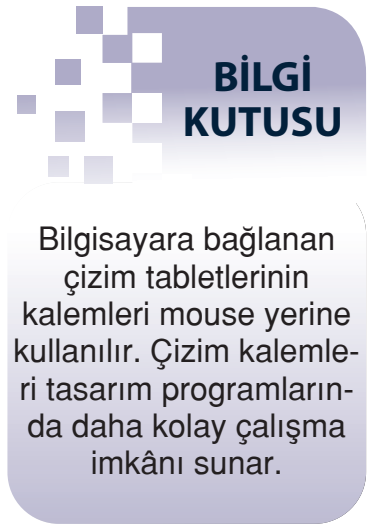 BİLGİ
KUTUSU
Bilgisayara bağlanan
çizim tabletlerinin
kalemleri mouse yerine
kullanılır. Çizim kalemle-
ri tasarım programların-
da daha kolay çalışma
imkânı sunar.